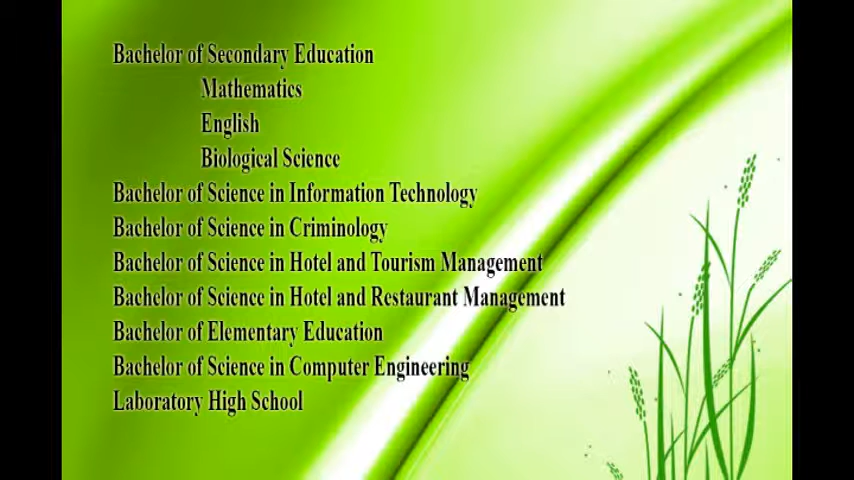 Bachelor of Secondary Education
Mathematics
English
Biological Science
Bachelor of Science in Information Technology
Bachelor of Science in Criminology
Bachelor of Science in Hotel and Tourism Management
Bachelor of Science in Hotel and Restaurant Management
Bachelor of Elementary Education
Bachelor of Science in Computer Engineering
Laboratory High School